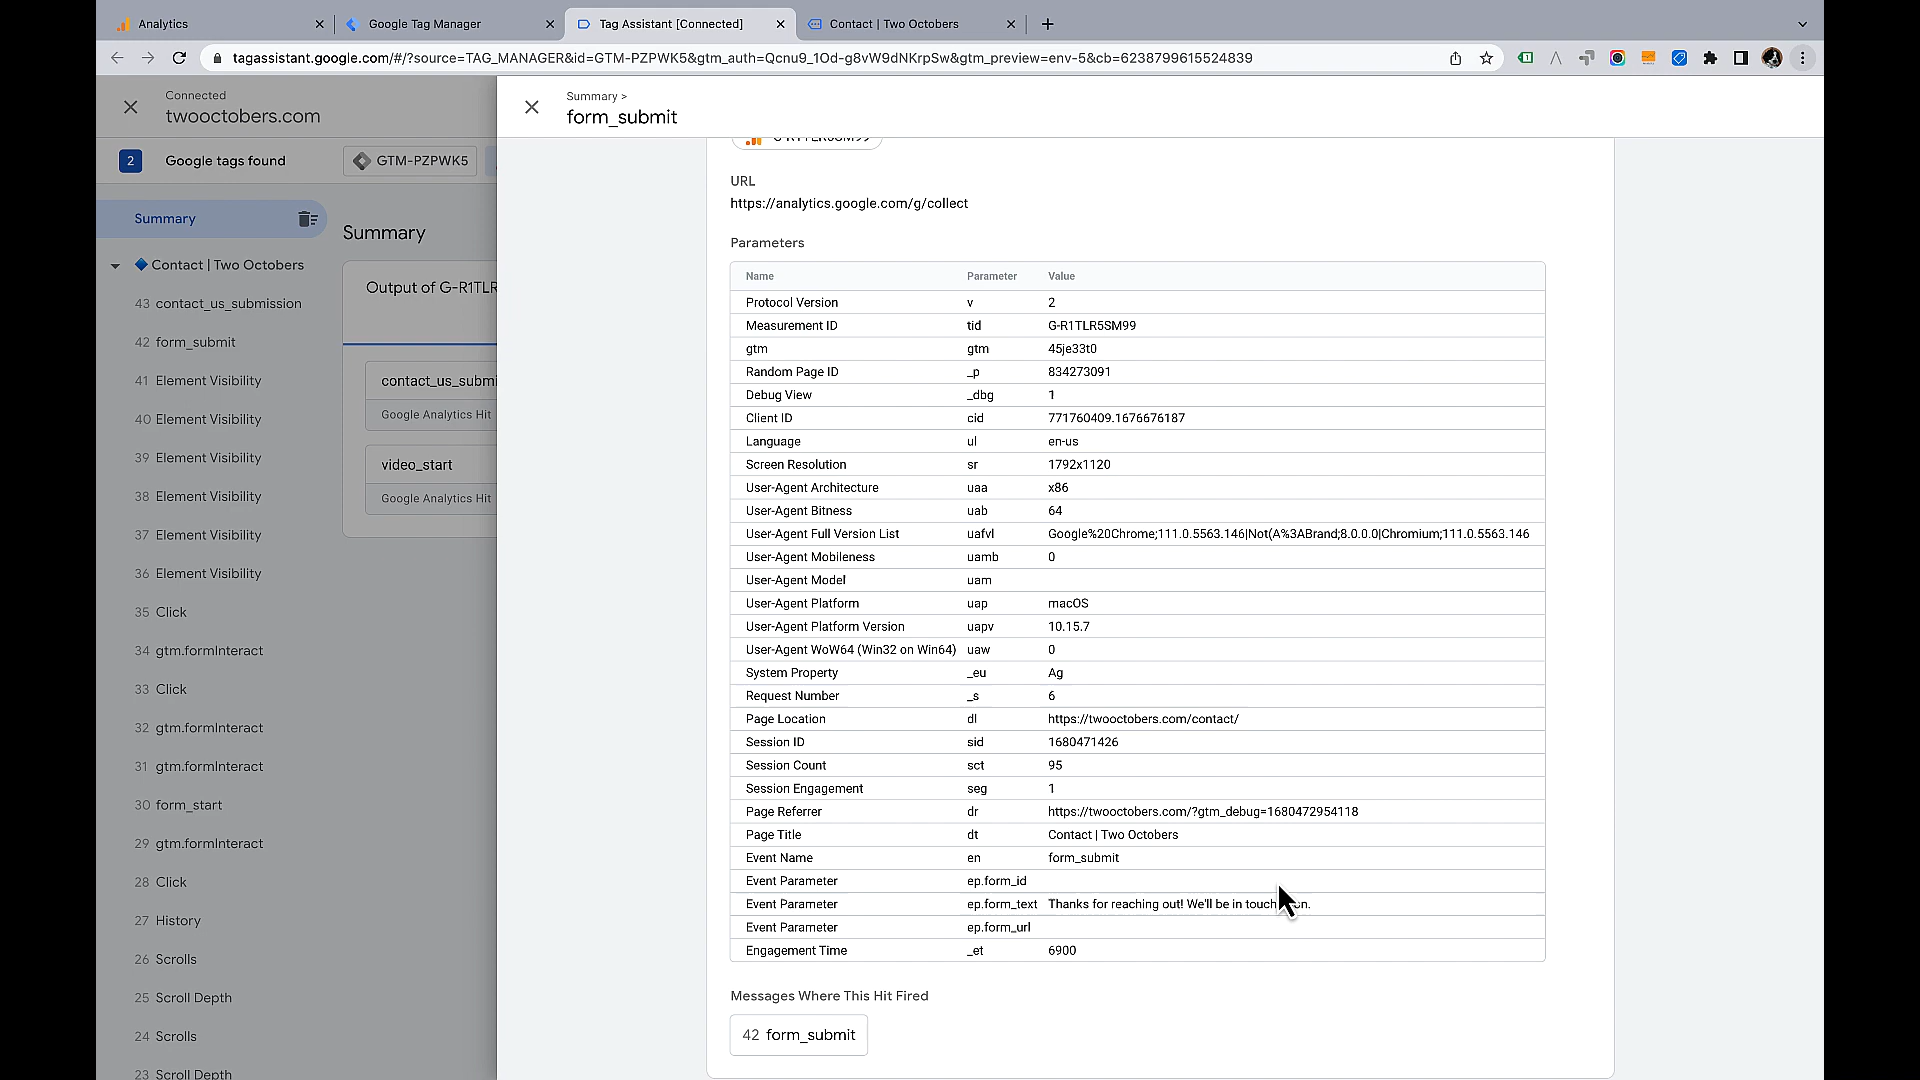 Analytics
Google Tag Manager
Tag Assistant [Connected]
Contact | Two Octobers
tagassistant.google.com/#/?source=TAG_MANAGER&id=GTM-PZPWK5&gtm_auth=Qcnu9_1Od-g8vW9dNKrpSw&gtm_preview=env-5&cb=6238799615524839
Connected
twooctobers.com
2 Google tags found GTM-PZPWK5
Summary
Contact | Two Octobers
43 contact_us_submission
42 form_submit
41 Element Visibility
40 Element Visibility
39 Element Visibility
38 Element Visibility
37 Element Visibility
36 Element Visibility
35 Click
34 gtm.formInteract
33 Click
32 gtm.formInteract
31 gtm.formInteract
30 form_start
29 gtm.formInteract
28 Click
27 History
26 Scrolls
25 Scroll Depth
24 Scrolls
23 Scroll Depth
Summary
Output of G-R1TLR
contact_us_submi
Google Analytics Hit
video_start
Google Analytics Hit
Summary >
form_submit
G-R1TLR5SM99
URL
https://analytics.google.com/g/collect
Parameters
Name Parameter Value
Protocol Version v 2
Measurement ID tid G-R1TLR5SM99
gtm gtm 45je33t0
Random Page ID _p 834273091
Debug View _dbg 1
Client ID cid 771760409.1676676187
Language ul en-us
Screen Resolution sr 1792x1120
User-Agent Architecture uaa x86
User-Agent Bitness uab 64
User-Agent Full Version List uafvl Google%20Chrome;111.0.5563.146|Not(A%3ABrand;8.0.0.0|Chromium;111.0.5563.146
User-Agent Mobileness uamb 0
User-Agent Model uam
User-Agent Platform uap macOS
User-Agent Platform Version uapv 10.15.7
User-Agent WoW64 (Win32 on Win64) uaw 0
System Property _eu Ag
Request Number _s 6
Page Location dl https://twooctobers.com/contact/
Session ID sid 1680471426
Session Count sct 95
Session Engagement seg 1
Page Referrer dr https://twooctobers.com/?gtm_debug=1680472954118
Page Title dt Contact | Two Octobers
Event Name en form_submit
Event Parameter ep.form_id
Event Parameter ep.form_text Thanks for reaching out! We'll be in touch
Event Parameter ep.form_url
Engagement Time _et 6900
Messages Where This Hit Fired
42 form_submit